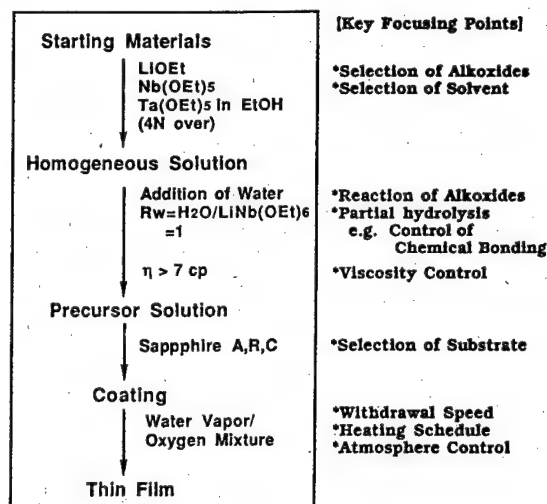 [Key Focusing Points]
Starting Materials
LiOEt
Nb(OEt)5
Ta(OEt)5 in EtOH
(4N over)
*Selection of Alkoxides
*Selection of Solvent
Homogeneous Solution
Addition of Water
Rw=H2O/LiNb(OEt)6
=1
η > 7 cp
*Reaction of Alkoxides
*Partial hydrolysis
e.g. Control of
Chemical Bonding
*Viscosity Control
Precursor Solution
Sappphire A,R,C
*Selection of Substrate
Coating
Water Vapor/
Oxygen Mixture
*Withdrawal Speed
*Heating Schedule
*Atmosphere Control
Thin Film